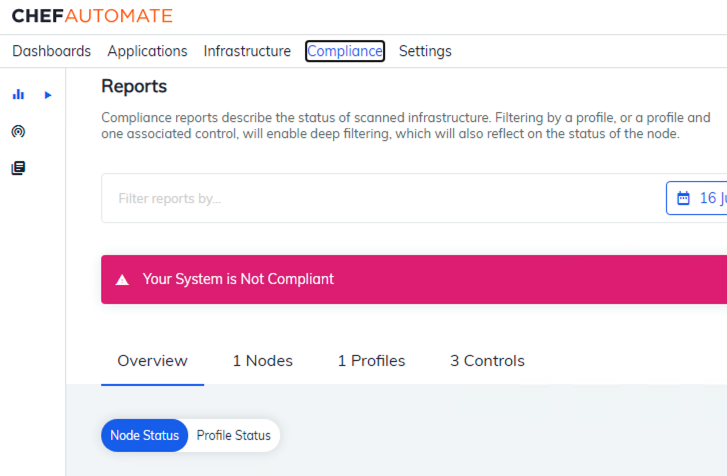 CHEFAUTOMATE
Dashboards Applications Infrastructure Compliance Settings
Reports
Compliance reports describe the status of scanned infrastructure. Filtering by a profile, or a profile and
one associated control, will enable deep filtering, which will also reflect on the status of the node.
Filter reports by...
16
Your System is Not Compliant
Overview 1 Nodes 1 Profiles 3 Controls
Node Status Profile Status